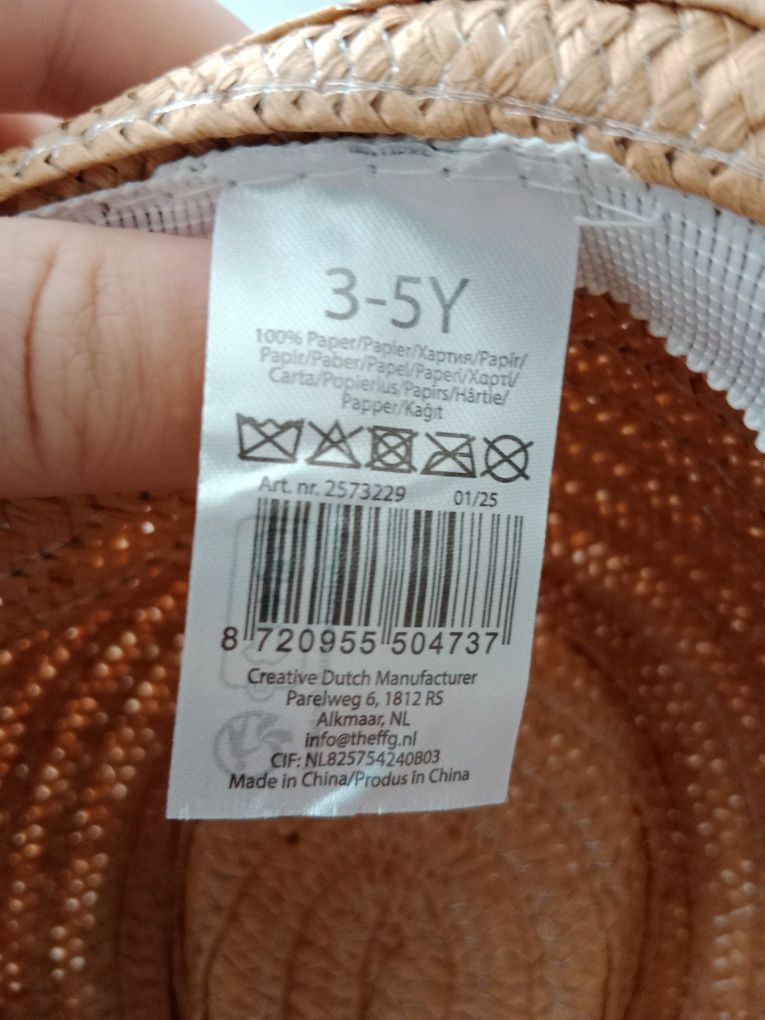 3-5Y
100% Paper/Papier/Хартия/Papír/
Papír/Paber/Papel/Paperi/Χαρτί/
Carta/Popierius/Papīrs/Hârtie/
Papper/Kağıt
Art. nr. 2573229 01/25
8 720955 504737
Creative Dutch Manufacturer
Parelweg 6, 1812 RS
Alkmaar, NL
info@theffg.nl
CIF: NL825754240B03
Made in China/Produs în China